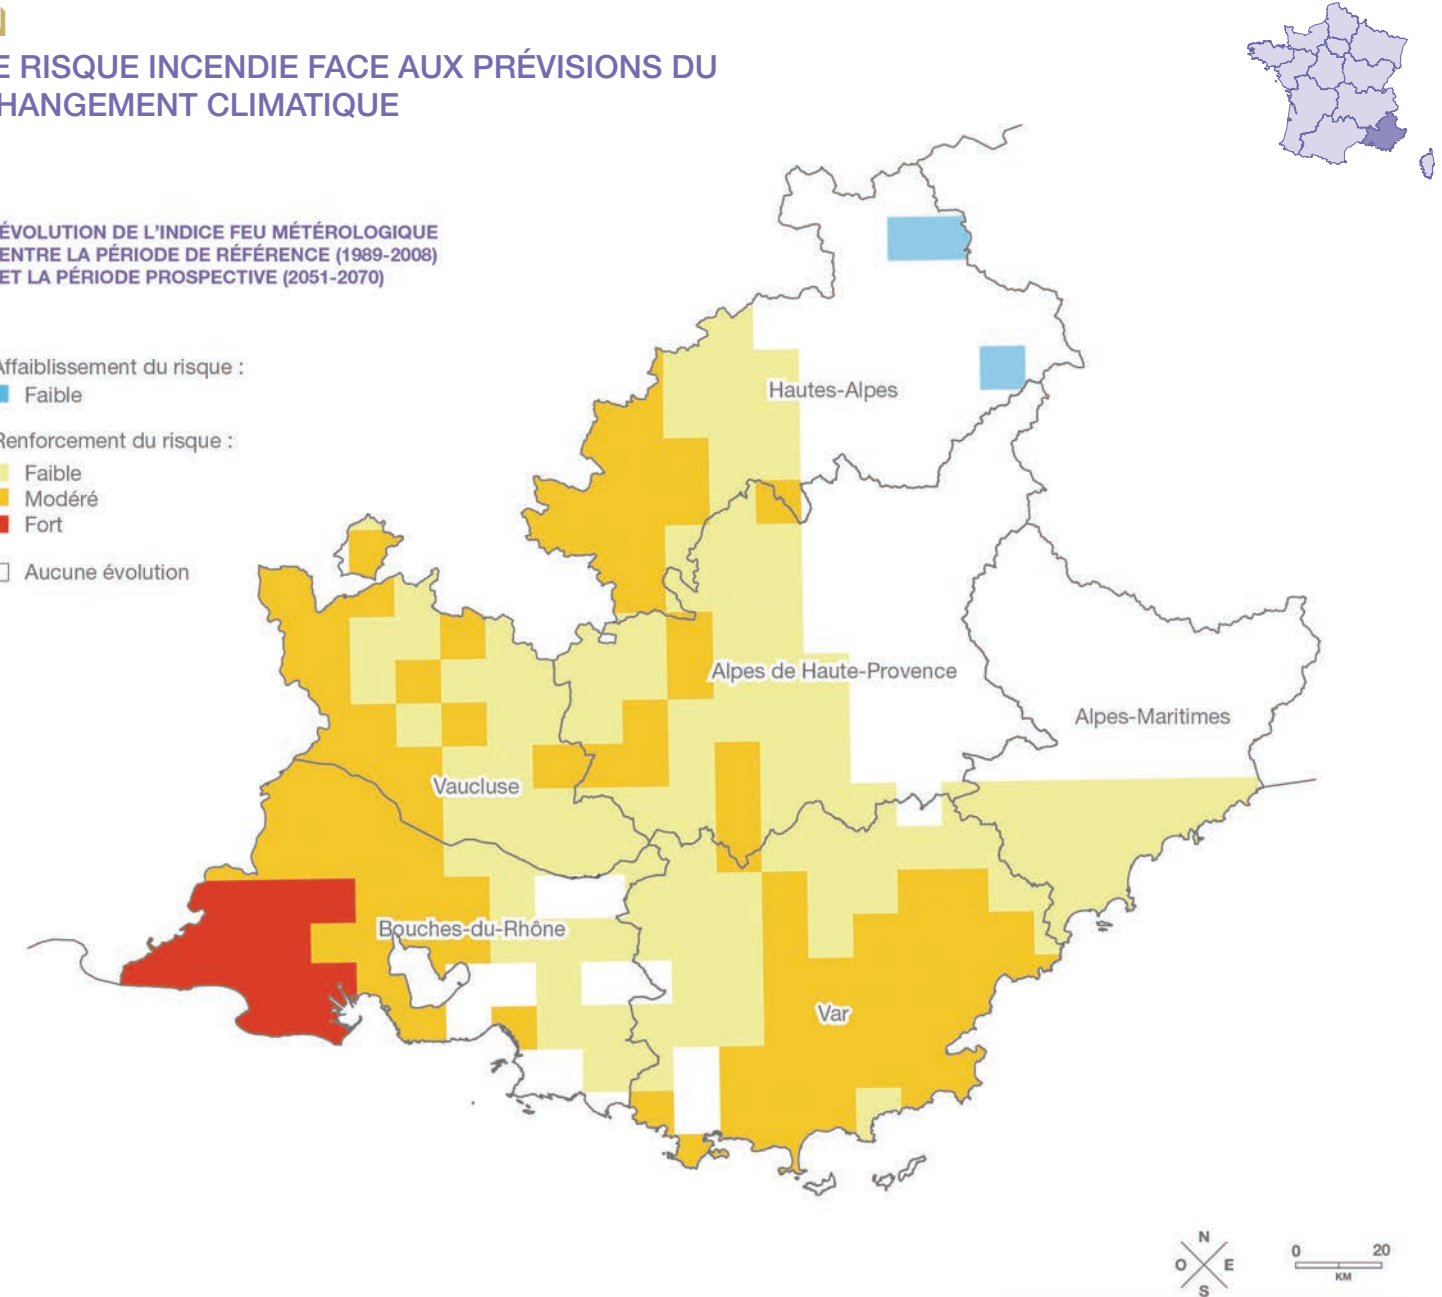 E RISQUE INCENDIE FACE AUX PRÉVISIONS DU
HANGEMENT CLIMATIQUE
ÉVOLUTION DE L'INDICE FEU MÉTÉROLOGIQUE
ENTRE LA PÉRIODE DE RÉFÉRENCE (1989-2008)
ET LA PÉRIODE PROSPECTIVE (2051-2070)
Affaiblissement du risque :
Faible
Renforcement du risque :
Faible
Modéré
Fort
Aucune évolution
Hautes-Alpes
Alpes de Haute-Provence
Alpes-Maritimes
Vaucluse
Bouches-du-Rhône
Var
N
O E
S
0 20
KM